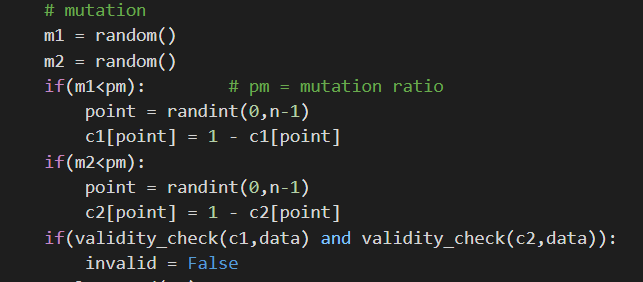 # mutation
m1 = random()
m2 = random()
if(m1<pm):        # pm = mutation ratio
    point = randint(0,n-1)
    c1[point] = 1 - c1[point]
if(m2<pm):
    point = randint(0,n-1)
    c2[point] = 1 - c2[point]
if(validity_check(c1,data) and validity_check(c2,data)):
    invalid = False